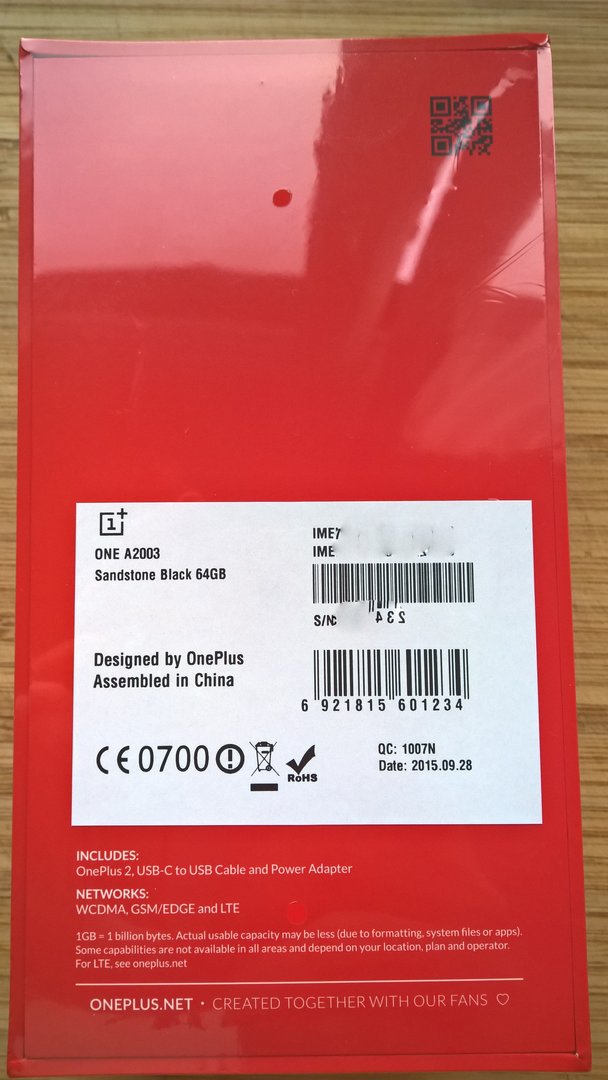 1+
ONE A2003
Sandstone Black 64GB
IME
IME
S/N
Designed by OnePlus
Assembled in China
6 921815 601234
CE0700
RoHS
QC: 1007N
Date: 2015.09.28
INCLUDES:
OnePlus 2, USB-C to USB Cable and Power Adapter
NETWORKS:
WCDMA, GSM/EDGE and LTE
1GB = 1 billion bytes. Actual usable capacity may be less (due to formatting, system files or apps).
Some capabilities are not available in all areas and depend on your location, plan and operator.
For LTE, see oneplus.net
ONEPLUS.NET • CREATED TOGETHER WITH OUR FANS ♡